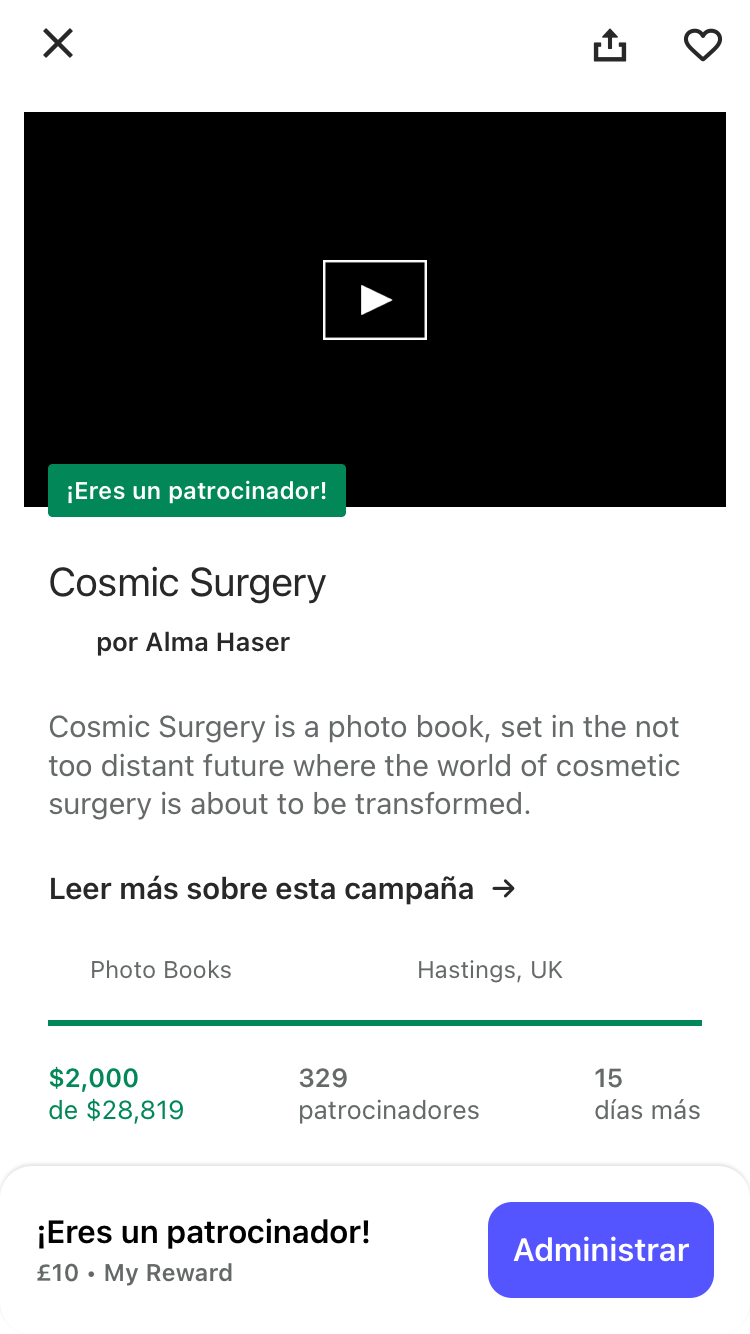 ¡Eres un patrocinador!
Cosmic Surgery
por Alma Haser
Cosmic Surgery is a photo book, set in the not
too distant future where the world of cosmetic
surgery is about to be transformed.
Leer más sobre esta campaña →
Photo Books
Hastings, UK
$2,000
de $28,819
329
patrocinadores
15
días más
¡Eres un patrocinador!
£10 • My Reward
Administrar